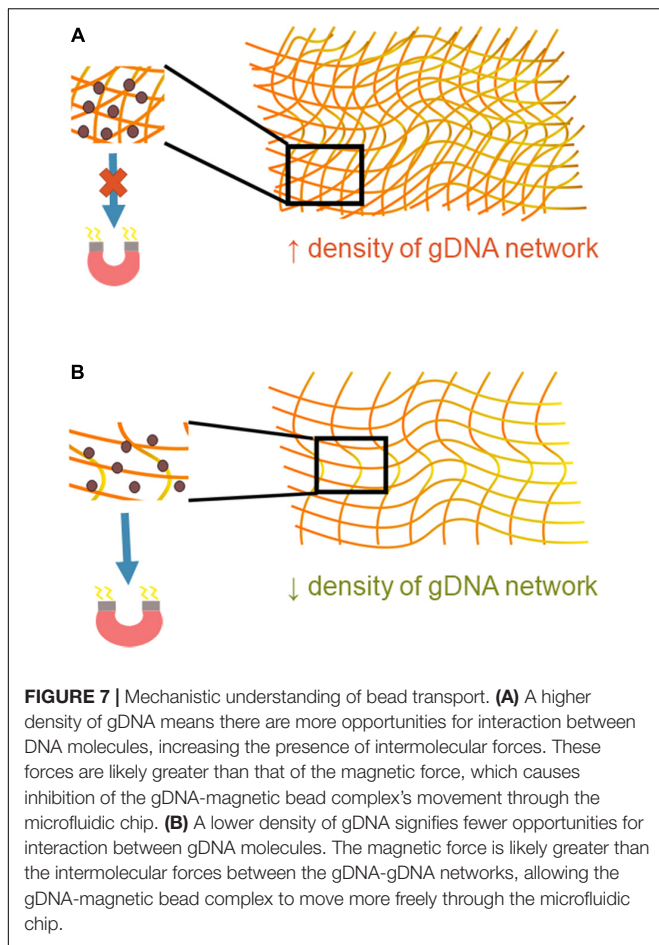 A
↑ density of gDNA network
B
↓ density of gDNA network
FIGURE 7 | Mechanistic understanding of bead transport. (A) A higher
density of gDNA means there are more opportunities for interaction between
DNA molecules, increasing the presence of intermolecular forces. These
forces are likely greater than that of the magnetic force, which causes
inhibition of the gDNA-magnetic bead complex’s movement through the
microfluidic chip. (B) A lower density of gDNA signifies fewer opportunities for
interaction between gDNA molecules. The magnetic force is likely greater than
the intermolecular forces between the gDNA-gDNA networks, allowing the
gDNA-magnetic bead complex to move more freely through the microfluidic
chip.